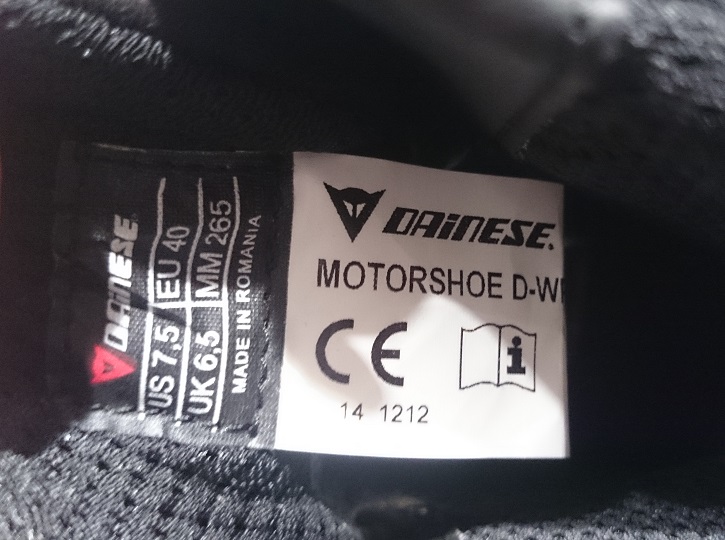 DAINESE
US 7,5 EU 40
UK 6,5 MM 265
MADE IN ROMANIA
DAINESE.
MOTORSHOE D-W
CE
i
14 1212